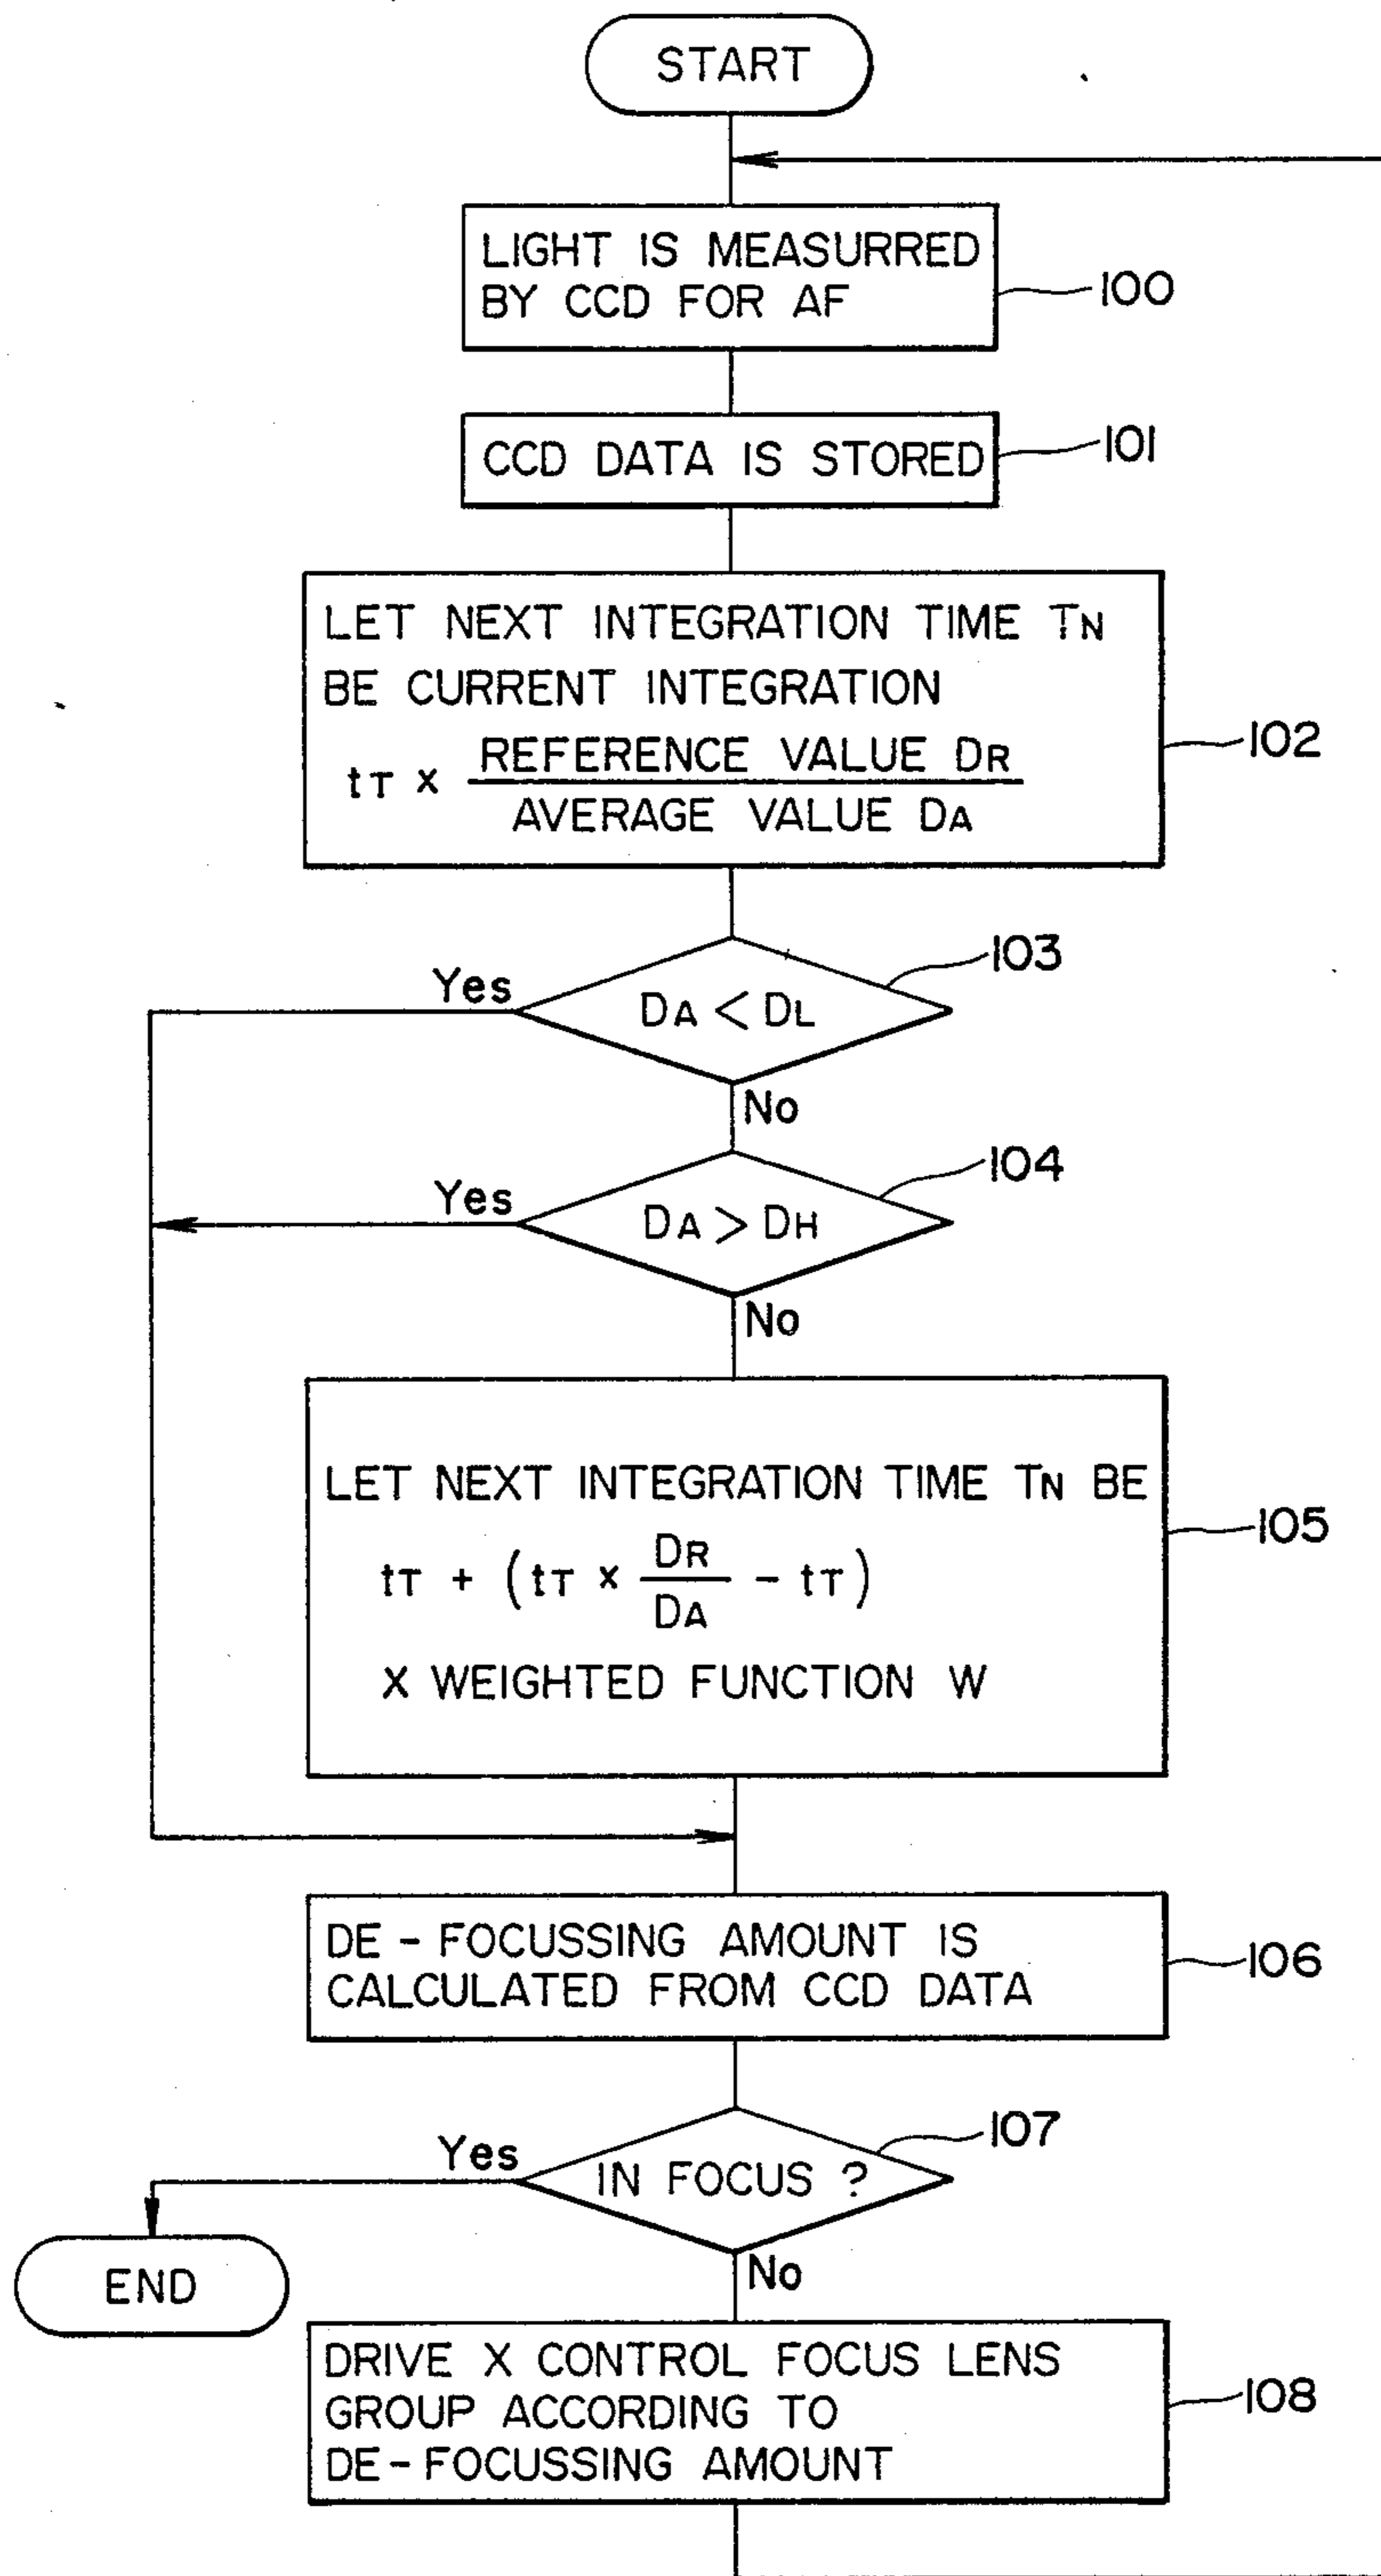 START
LIGHT IS MEASURRED
BY CCD FOR AF
100
CCD DATA IS STORED
101
LET NEXT INTEGRATION TIME TN
BE CURRENT INTEGRATION
tT × REFERENCE VALUE DR
AVERAGE VALUE DA
102
103
Yes
DA < DL
No
104
Yes
DA > DH
No
LET NEXT INTEGRATION TIME TN BE
tT + (tT × DR/DA - tT)
X WEIGHTED FUNCTION W
105
DE - FOCUSSING AMOUNT IS
CALCULATED FROM CCD DATA
106
107
Yes
IN FOCUS ?
No
END
DRIVE X CONTROL FOCUS LENS
GROUP ACCORDING TO
DE - FOCUSSING AMOUNT
108